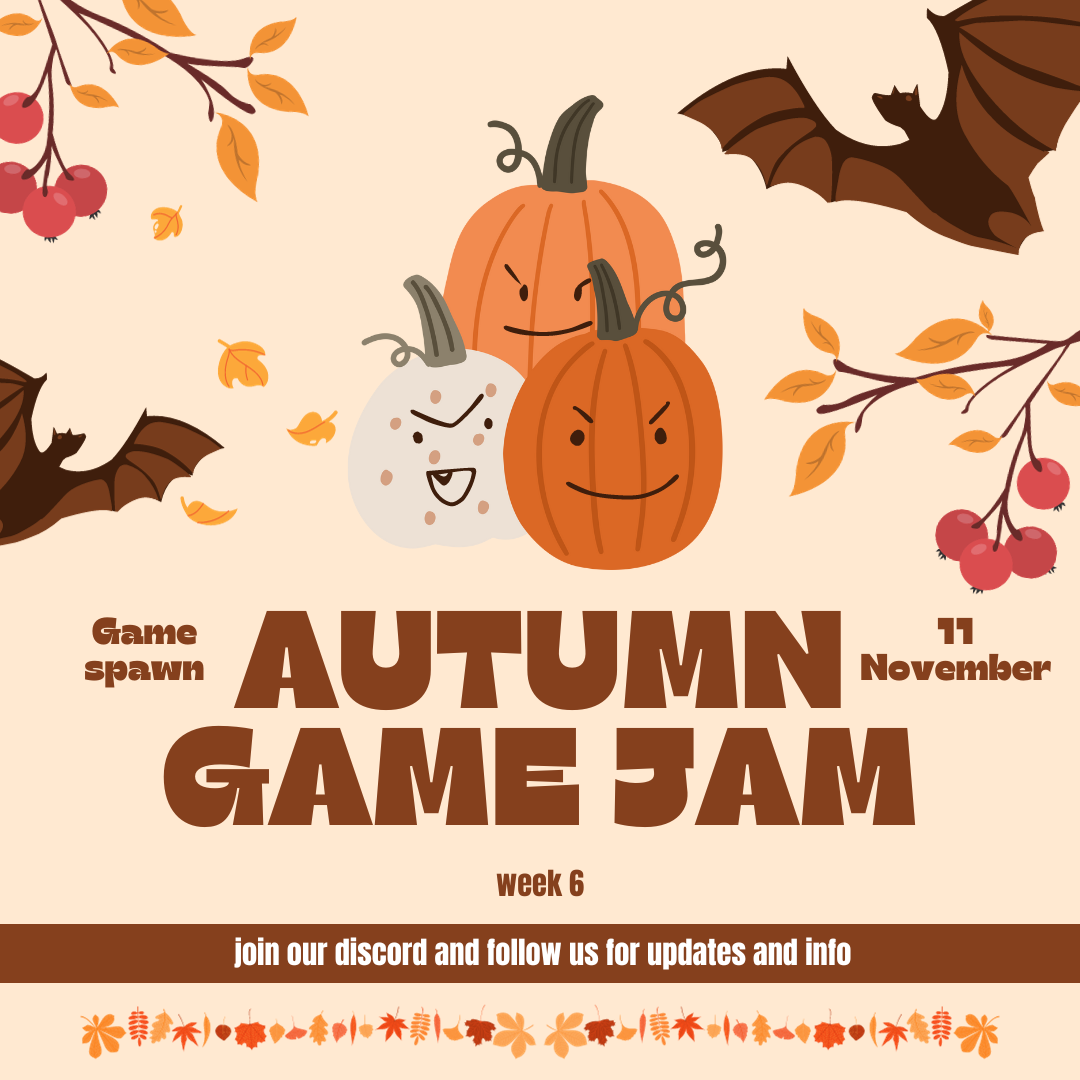 Game
spawn
AUTUMN
11
November
GAME JAM
week 6
join our discord and follow us for updates and info